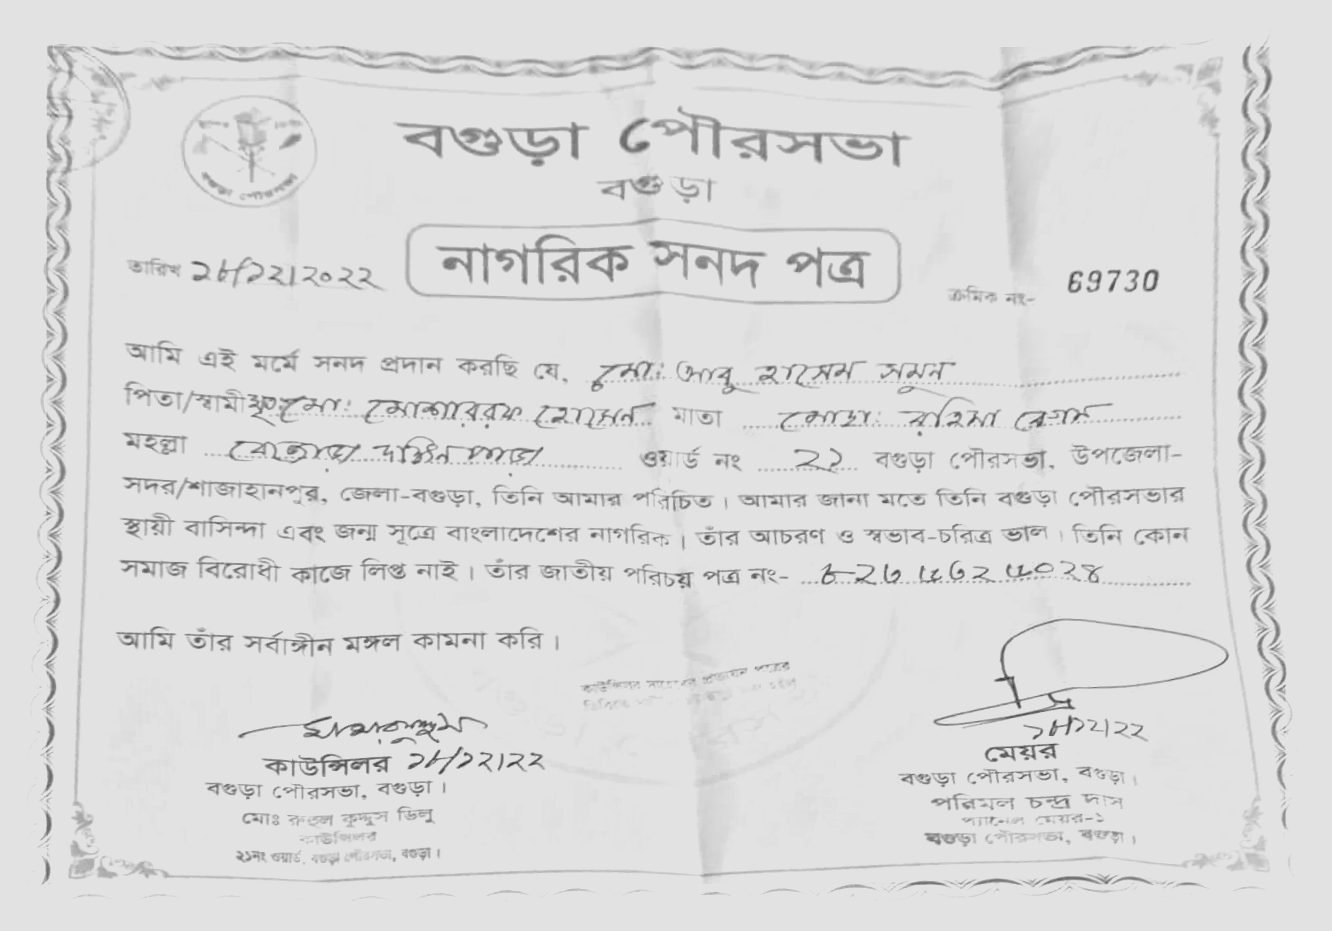 বগুড়া পৌরসভা
বগুড়া পৌরসভা
বগুড়া
নাগরিক সনদ পত্র
তারিখ ২৮/১২/২০২২
ক্রমিক নং- 69730
আমি এই মর্মে সনদ প্রদান করছি যে, মো: আবু হাসেম সুমন
পিতা/স্বামী মো: মোশাররফ হোসেন মাতা মোছা: রহিমা বেগম
মহল্লা দক্ষিন পাড়া ওয়ার্ড নং ২১ বগুড়া পৌরসভা, উপজেলা-
সদর/শাজাহানপুর, জেলা-বগুড়া, তিনি আমার পরিচিত। আমার জানা মতে তিনি বগুড়া পৌরসভার
স্থায়ী বাসিন্দা এবং জন্ম সূত্রে বাংলাদেশের নাগরিক। তাঁর আচরণ ও স্বভাব-চরিত্র ভাল। তিনি কোন
সমাজ বিরোধী কাজে লিপ্ত নাই। তাঁর জাতীয় পরিচয় পত্র নং-
আমি তাঁর সর্বাঙ্গীন মঙ্গল কামনা করি।
কাউন্সিলর ২৮/১২/২২
বগুড়া পৌরসভা, বগুড়া।
মোঃ রুহুল কুদ্দুস ডিলু
কাউন্সিলর
২১নং ওয়ার্ড, বগুড়া পৌরসভা, বগুড়া।
২৮/১২/২২
মেয়র
বগুড়া পৌরসভা, বগুড়া।
পরিমল চন্দ্র দাস
প্যানেল মেয়র-১
বগুড়া পৌরসভা, বগুড়া।